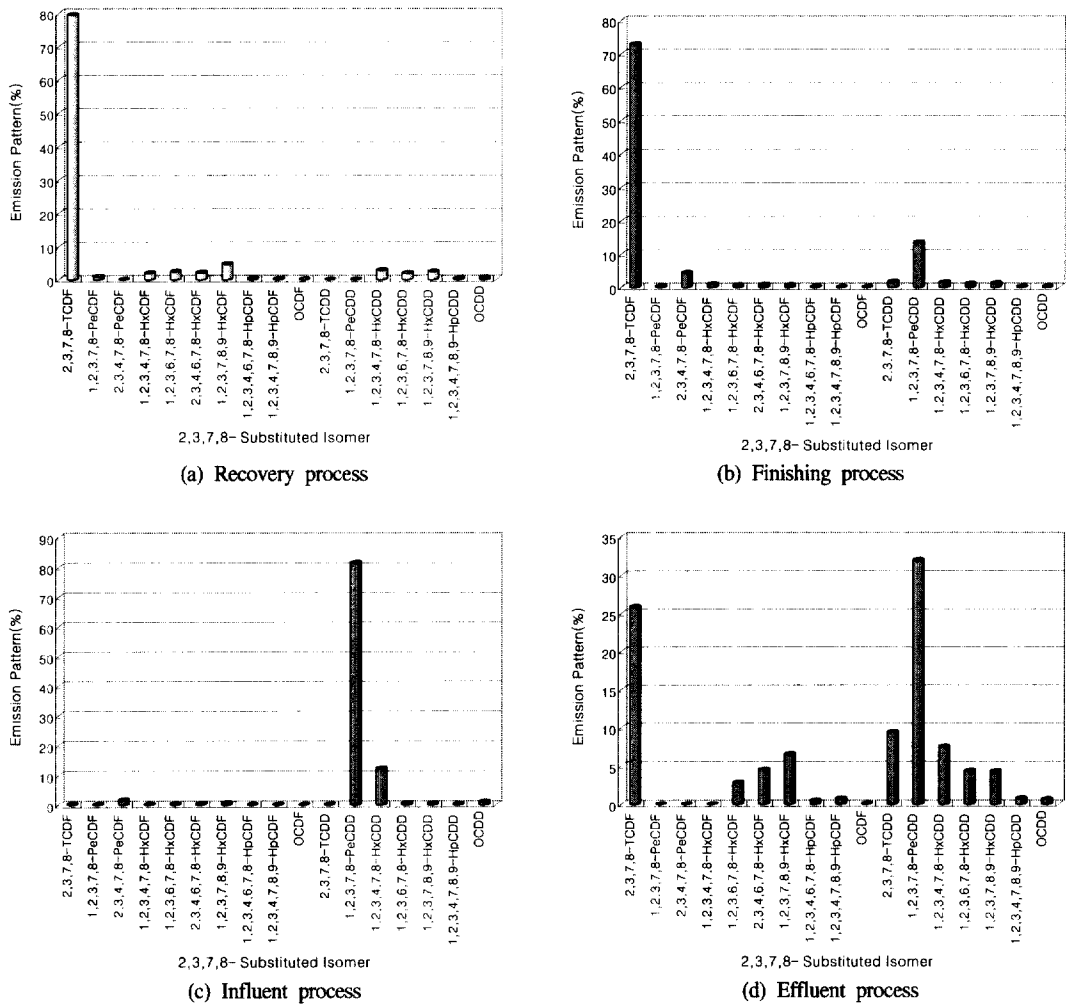 80
70
60
50
40
30
20
10
0
Emission Pattern(%)
2,3,7,8-TCDF
1,2,3,7,8-PeCDF
2,3,4,7,8-PeCDF
1,2,3,4,7,8-HxCDF
1,2,3,6,7,8-HxCDF
2,3,4,6,7,8-HxCDF
1,2,3,7,8,9-HxCDF
1,2,3,4,6,7,8-HpCDF
1,2,3,4,7,8,9-HpCDF
OCDF
2,3,7,8-TCDD
1,2,3,7,8-PeCDD
1,2,3,4,7,8-HxCDD
1,2,3,6,7,8-HxCDD
1,2,3,7,8,9-HxCDD
1,2,3,4,7,8,9-HpCDD
OCDD
2,3,7,8- Substituted Isomer
(a) Recovery process
80
70
60
50
40
30
20
10
0
Emission Pattern(%)
2,3,7,8-TCDF
1,2,3,7,8-PeCDF
2,3,4,7,8-PeCDF
1,2,3,4,7,8-HxCDF
1,2,3,6,7,8-HxCDF
2,3,4,6,7,8-HxCDF
1,2,3,7,8,9-HxCDF
1,2,3,4,6,7,8-HpCDF
1,2,3,4,7,8,9-HpCDF
OCDF
2,3,7,8-TCDD
1,2,3,7,8-PeCDD
1,2,3,4,7,8-HxCDD
1,2,3,6,7,8-HxCDD
1,2,3,7,8,9-HxCDD
1,2,3,4,7,8,9-HpCDD
OCDD
2,3,7,8- Substituted Isomer
(b) Finishing process
90
80
70
60
50
40
30
20
10
0
Emission Pattern(%)
2,3,7,8-TCDF
1,2,3,7,8-PeCDF
2,3,4,7,8-PeCDF
1,2,3,4,7,8-HxCDF
1,2,3,6,7,8-HxCDF
2,3,4,6,7,8-HxCDF
1,2,3,7,8,9-HxCDF
1,2,3,4,6,7,8-HpCDF
1,2,3,4,7,8,9-HpCDF
OCDF
2,3,7,8-TCDD
1,2,3,7,8-PeCDD
1,2,3,4,7,8-HxCDD
1,2,3,6,7,8-HxCDD
1,2,3,7,8,9-HxCDD
1,2,3,4,7,8,9-HpCDD
OCDD
2,3,7,8- Substituted Isomer
(c) Influent process
35
30
25
20
15
10
5
0
Emission Pattern(%)
2,3,7,8-TCDF
1,2,3,7,8-PeCDF
2,3,4,7,8-PeCDF
1,2,3,4,7,8-HxCDF
1,2,3,6,7,8-HxCDF
2,3,4,6,7,8-HxCDF
1,2,3,7,8,9-HxCDF
1,2,3,4,6,7,8-HpCDF
1,2,3,4,7,8,9-HpCDF
OCDF
2,3,7,8-TCDD
1,2,3,7,8-PeCDD
1,2,3,4,7,8-HxCDD
1,2,3,6,7,8-HxCDD
1,2,3,7,8,9-HxCDD
1,2,3,4,7,8,9-HpCDD
OCDD
2,3,7,8- Substituted Isomer
(d) Effluent process